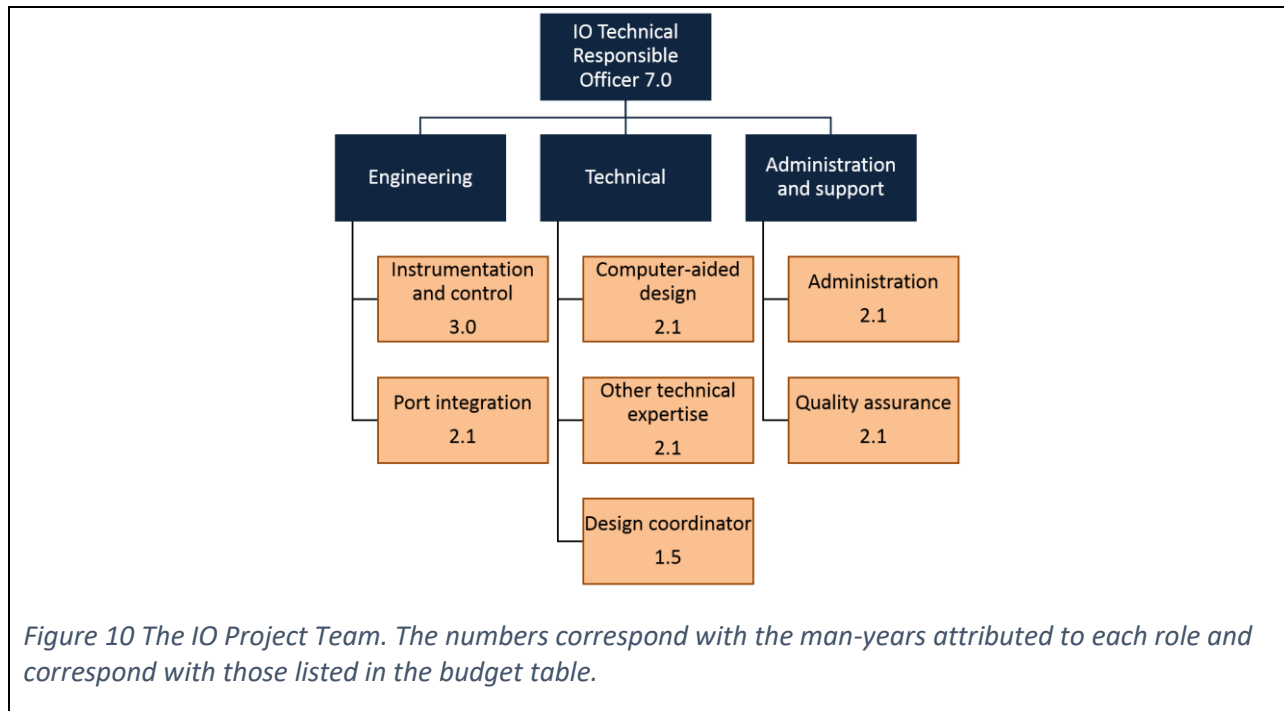 IO Technical
Responsible
Officer 7.0
Engineering
Technical
Administration
and support
Instrumentation
and control
3.0
Computer-aided
design
2.1
Administration
2.1
Port integration
2.1
Other technical
expertise
2.1
Quality assurance
2.1
Design coordinator
1.5
Figure 10 The IO Project Team. The numbers correspond with the man-years attributed to each role and
correspond with those listed in the budget table.